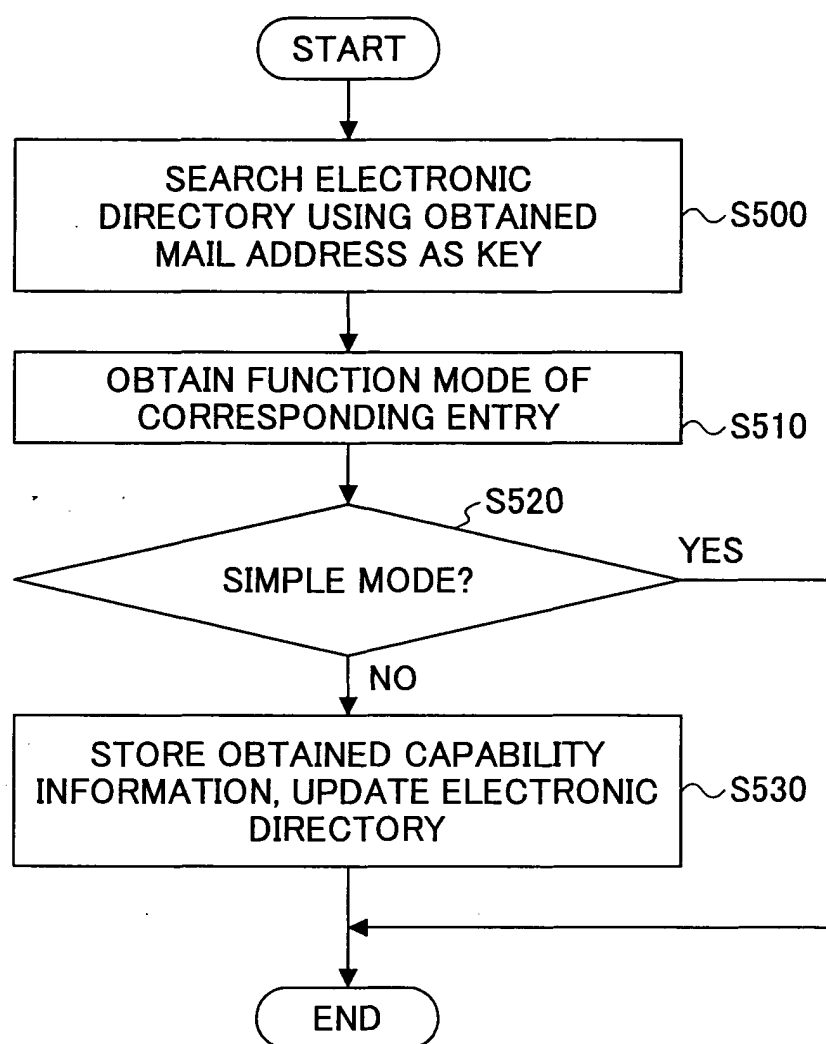 START
SEARCH ELECTRONIC
DIRECTORY USING OBTAINED
MAIL ADDRESS AS KEY
S500
OBTAIN FUNCTION MODE OF
CORRESPONDING ENTRY
S510
S520
SIMPLE MODE?
YES
NO
STORE OBTAINED CAPABILITY
INFORMATION, UPDATE ELECTRONIC
DIRECTORY
S530
END